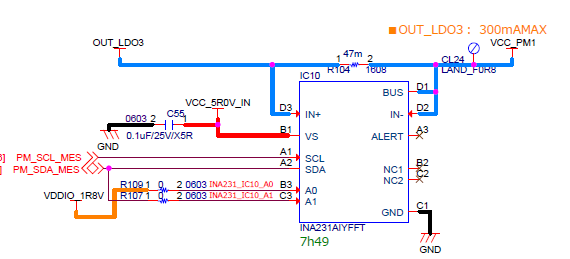 ■OUT_LDO3 : 300mAMAX
OUT_LDO3
47m
VCC_PM1
1
2
R104
1608
CL24
LAND_F0R8
IC10
BUS
D1
VCC_5R0V_IN
D3
IN+
IN-
D2
0603
2
C55
1
GND
0.1uF/25V/X5R
B1
VS
ALERT
A3
PM_SCL_MES
A1
SCL
PM_SDA_MES
A2
SDA
NC1
B2
NC2
C2
VDDIO_1R8V
R109 1 0 2 0603 INA231_IC10_A0 B3 A0
R107 1 0 2 0603 INA231_IC10_A1 C3 A1
GND
C1
INA231AIYFFT
7h49
GND